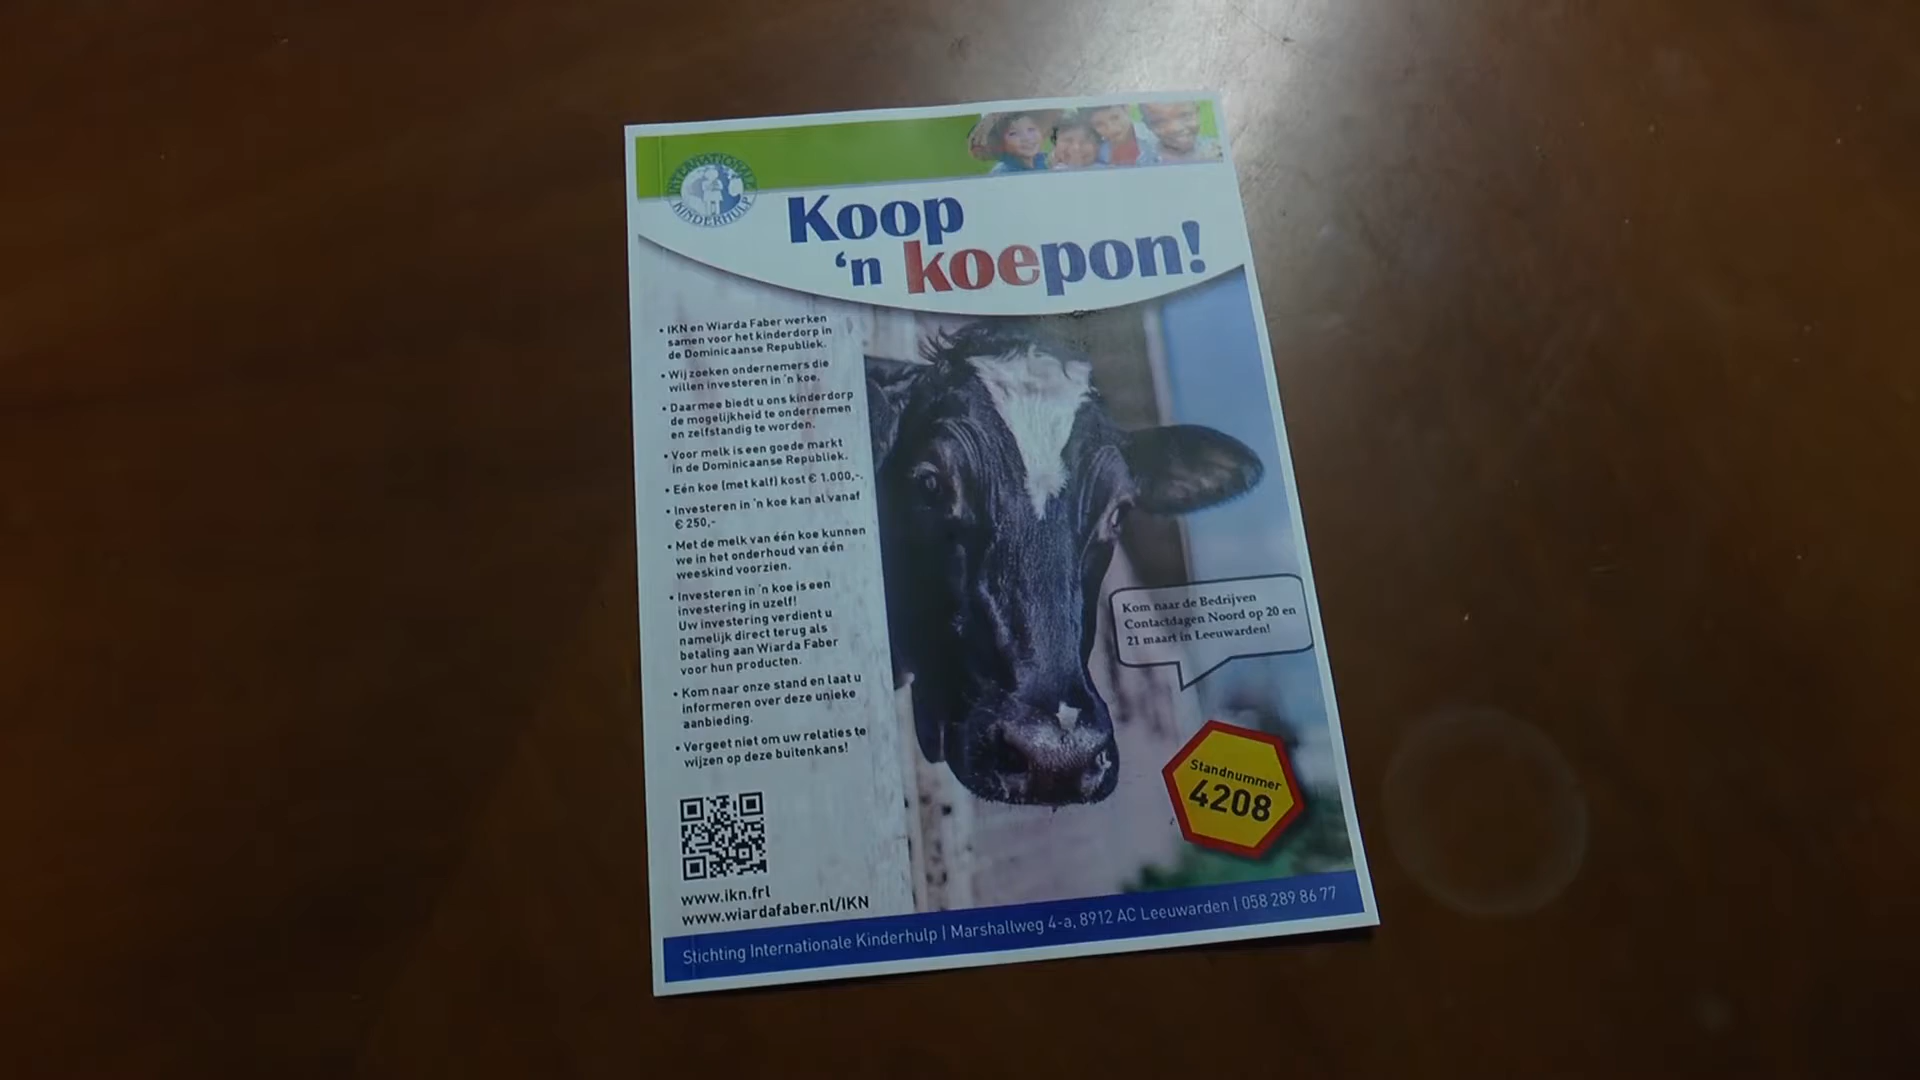 INTERNATIONALE
KINDERHULP
Koop
‘n koepon!
• IKN en Wiarda Faber werken
samen voor het kinderdorp in
de Dominicaanse Republiek.
• Wij zoeken ondernemers die
willen investeren in ’n koe.
• Daarmee biedt u ons kinderdorp
de mogelijkheid te ondernemen
en zelfstandig te worden.
• Voor melk is een goede markt
in de Dominicaanse Republiek.
• Eén koe (met kalf) kost € 1.000,-.
• Investeren in ’n koe kan al vanaf
€ 250,-
• Met de melk van één koe kunnen
we in het onderhoud van één
weeskind voorzien.
• Investeren in ’n koe is een
investering in uzelf!
Uw investering verdient u
namelijk direct terug als
betaling aan Wiarda Faber
voor hun producten.
• Kom naar onze stand en laat u
informeren over deze unieke
aanbieding.
• Vergeet niet om uw relaties te
wijzen op deze buitenkans!
Kom naar de Bedrijven
Contactdagen Noord op 20 en
21 maart in Leeuwarden!
Standnummer
4208
www.ikn.frl
www.wiardafaber.nl/IKN
Stichting Internationale Kinderhulp | Marshallweg 4-a, 8912 AC Leeuwarden | 058 289 86 77